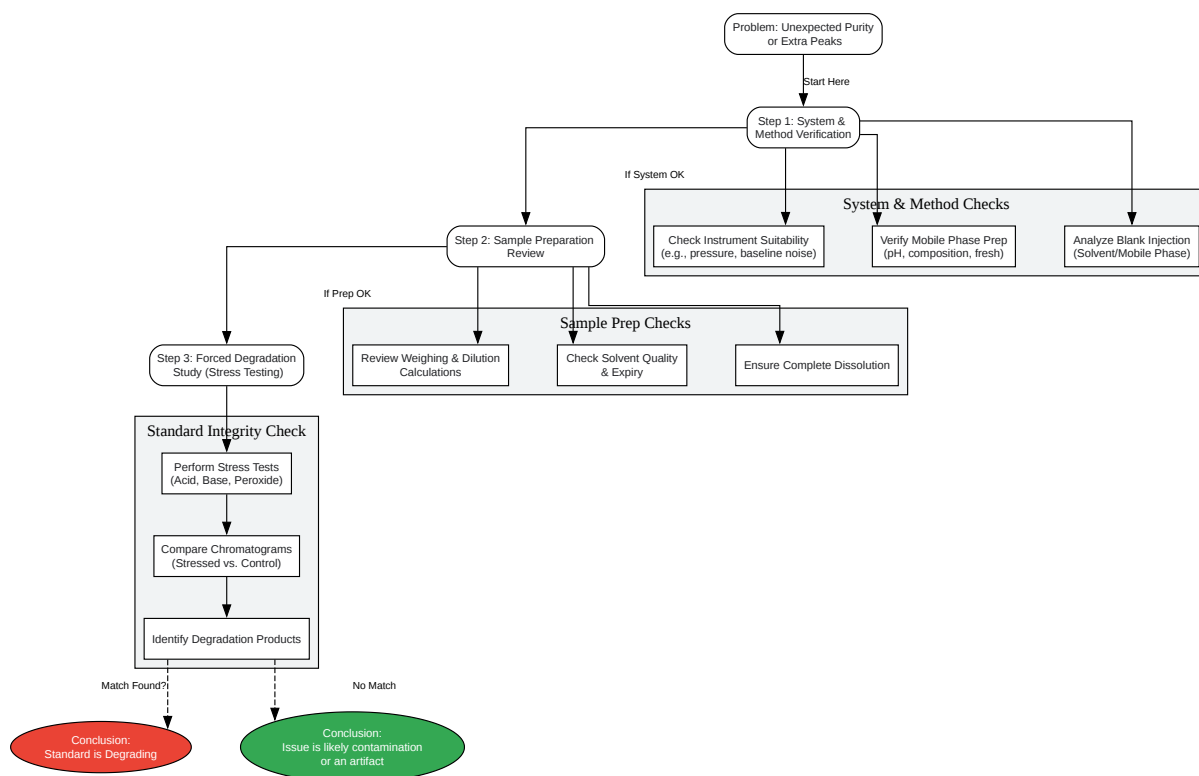 Problem: Unexpected Purity
or Extra Peaks
Start Here
Step 1: System &
Method Verification
If System OK
System & Method Checks
Check Instrument Suitability
(e.g., pressure, baseline noise)
Verify Mobile Phase Prep
(pH, composition, fresh)
Analyze Blank Injection
(Solvent/Mobile Phase)
Step 2: Sample Preparation
Review
If Prep OK
Sample Prep Checks
Review Weighing & Dilution
Calculations
Check Solvent Quality
& Expiry
Ensure Complete Dissolution
Step 3: Forced Degradation
Study (Stress Testing)
Standard Integrity Check
Perform Stress Tests
(Acid, Base, Peroxide)
Compare Chromatograms
(Stressed vs. Control)
Identify Degradation Products
Match Found?
No Match
Conclusion:
Standard is Degrading
Conclusion:
Issue is likely contamination
or an artifact